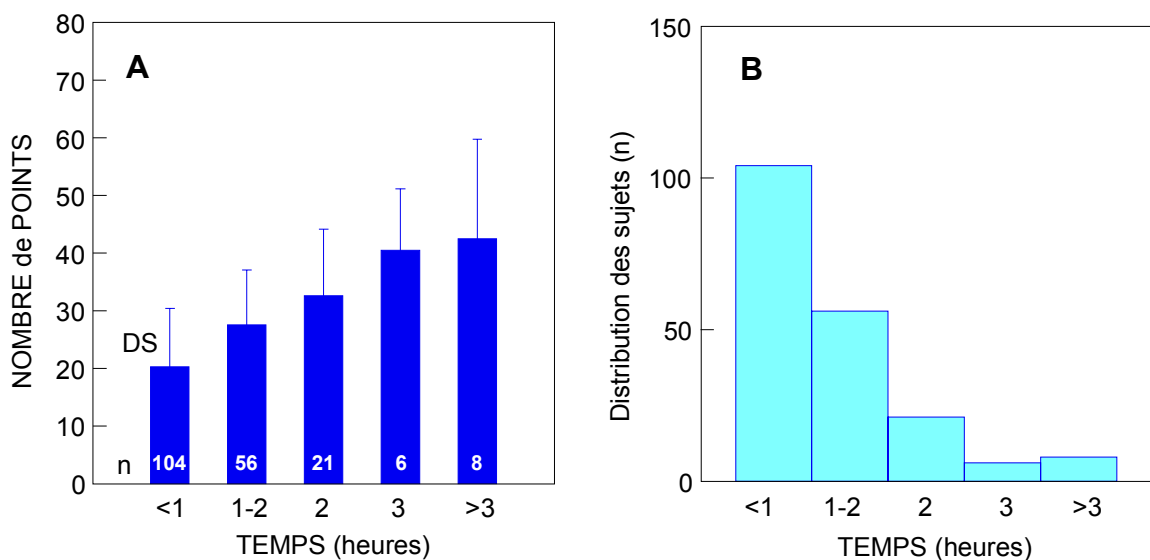 A
NOMBRE de POINTS
80
70
60
50
40
30
20
10
0
DS
n
104 56 21 6 8
<1 1-2 2 3 >3
TEMPS (heures)
B
Distribution des sujets (n)
150
100
50
0
<1 1-2 2 3 >3
TEMPS (heures)